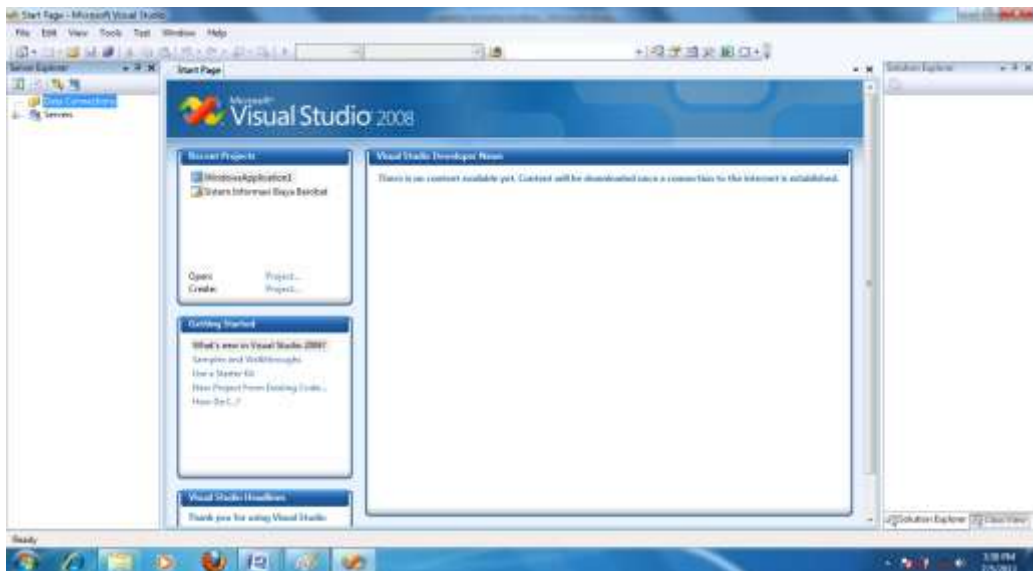 Start Page - Microsoft Visual Studio
File Edit View Tools Test Window Help
Server Explorer
Start Page
Solution Explorer
Data Connections
Servers
Microsoft
Visual Studio 2008
Recent Projects
WindowsApplication1
Sistem Informasi Biaya Berobat
Open: Project...
Create: Project...
Getting Started
What's new in Visual Studio 2008?
Samples and Walkthroughs
Use a Starter Kit
New Project From Existing Code...
How Do I...?
Visual Studio Headlines
Thank you for using Visual Studio
Visual Studio Developer News
There is no content available yet. Content will be downloaded once a connection to the internet is established.
Solution Explorer Class View
Ready